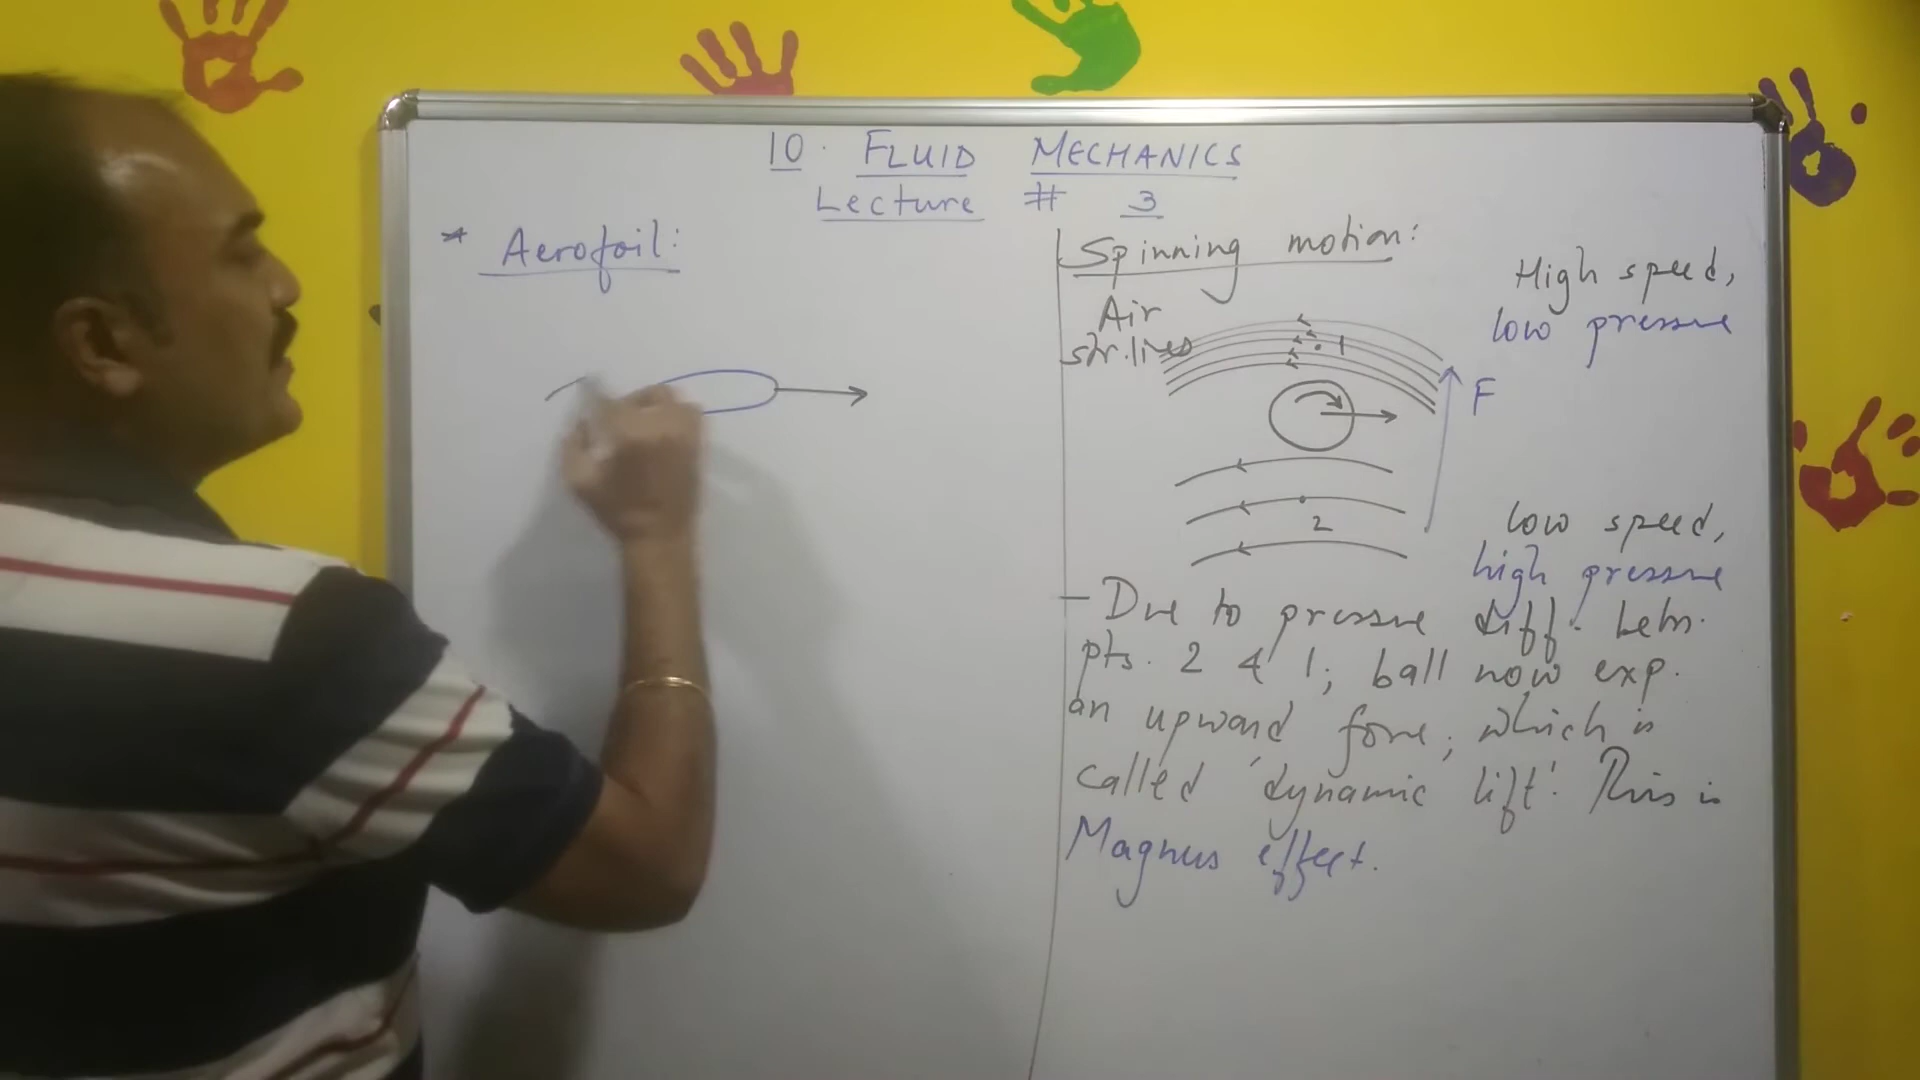 10. FLUID MECHANICS
Lecture # 3
* Aerofoil:
Spinning motion:
Air
str. lines
1
High speed,
low pressure
F
2
low speed,
high pressure
- Due to pressure diff. betn.
pts. 2 & 1; ball now exp.
an upward force, which is
called 'dynamic lift'. This is
Magnus effect.